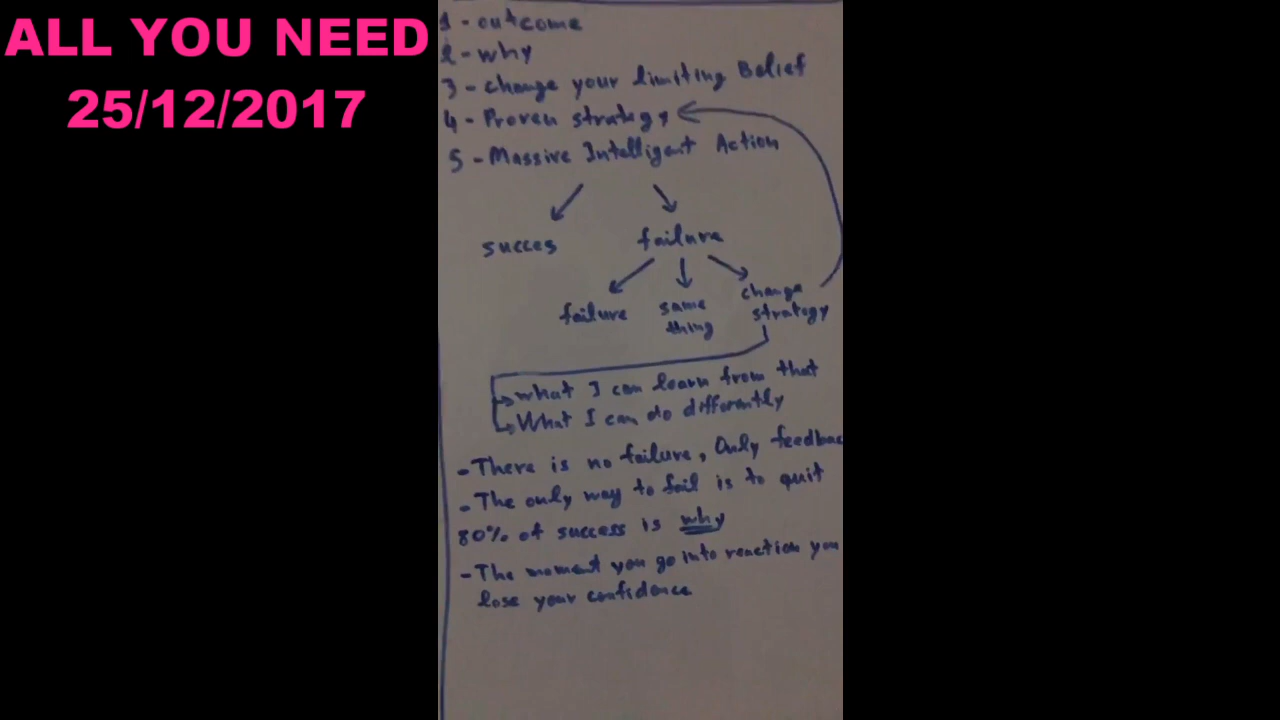 ALL YOU NEED
25/12/2017
1 - outcome
2 - why
3 - change your limiting Belief
4 - Proven strategy
5 - Massive Intelligent Action
succes
failure
failure
same
thing
change
strategy
what I can learn from that
What I can do differently
- There is no failure, Only feedbac
- The only way to fail is to quit
80% of success is why
- The moment you go into reaction you
lose your confidence